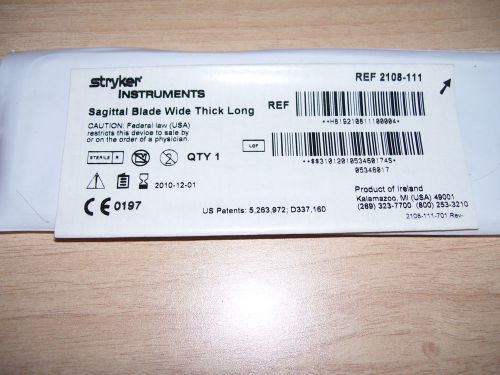 stryker
INSTRUMENTS
REF 2108-111
Sagittal Blade Wide Thick Long
REF
**H81921081110004*
CAUTION: Federal law (USA)
restricts this device to sale by
or on the order of a physician.
STERILE R
QTY 1
LOT
05346017
2010-12-01
CE 0197
US Patents: 5,263,972; D337,160
Product of Ireland
Kalamazoo, MI (USA) 49001
(269) 323-7700 (800) 253-3210
2108-111-701 Rev-